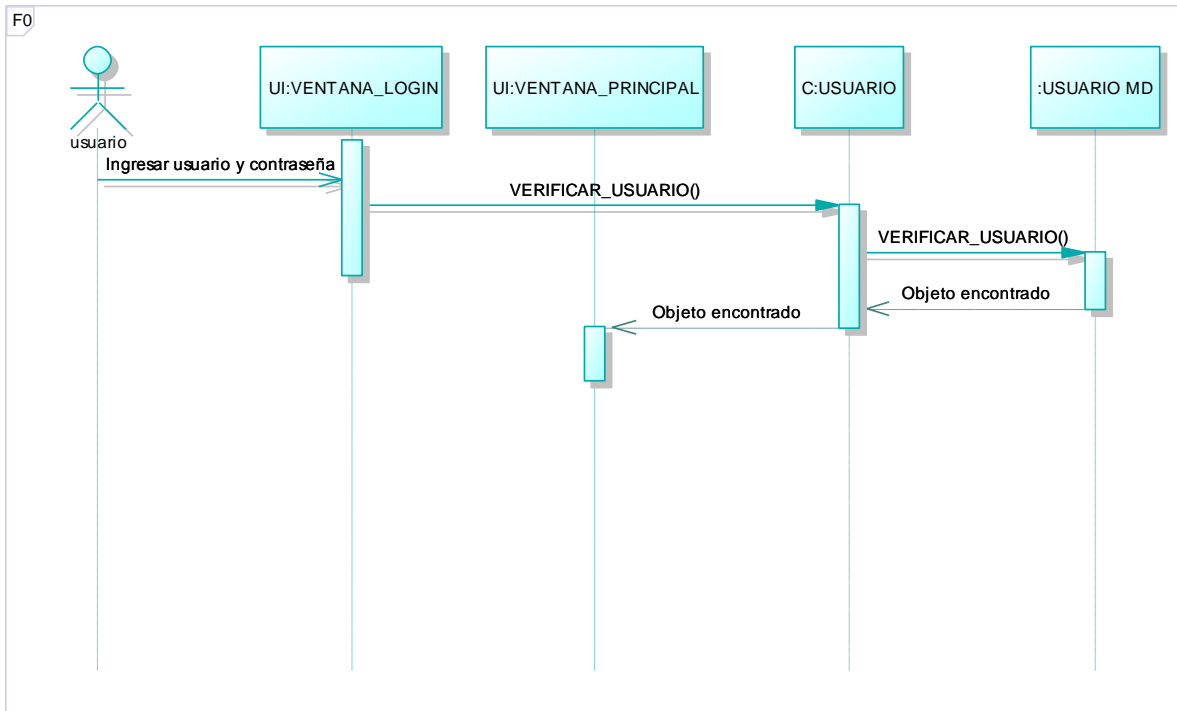 F0
UI:VENTANA_LOGIN
UI:VENTANA_PRINCIPAL
C:USUARIO
:USUARIO MD
usuario
Ingresar usuario y contraseña
VERIFICAR_USUARIO()
VERIFICAR_USUARIO()
Objeto encontrado
Objeto encontrado